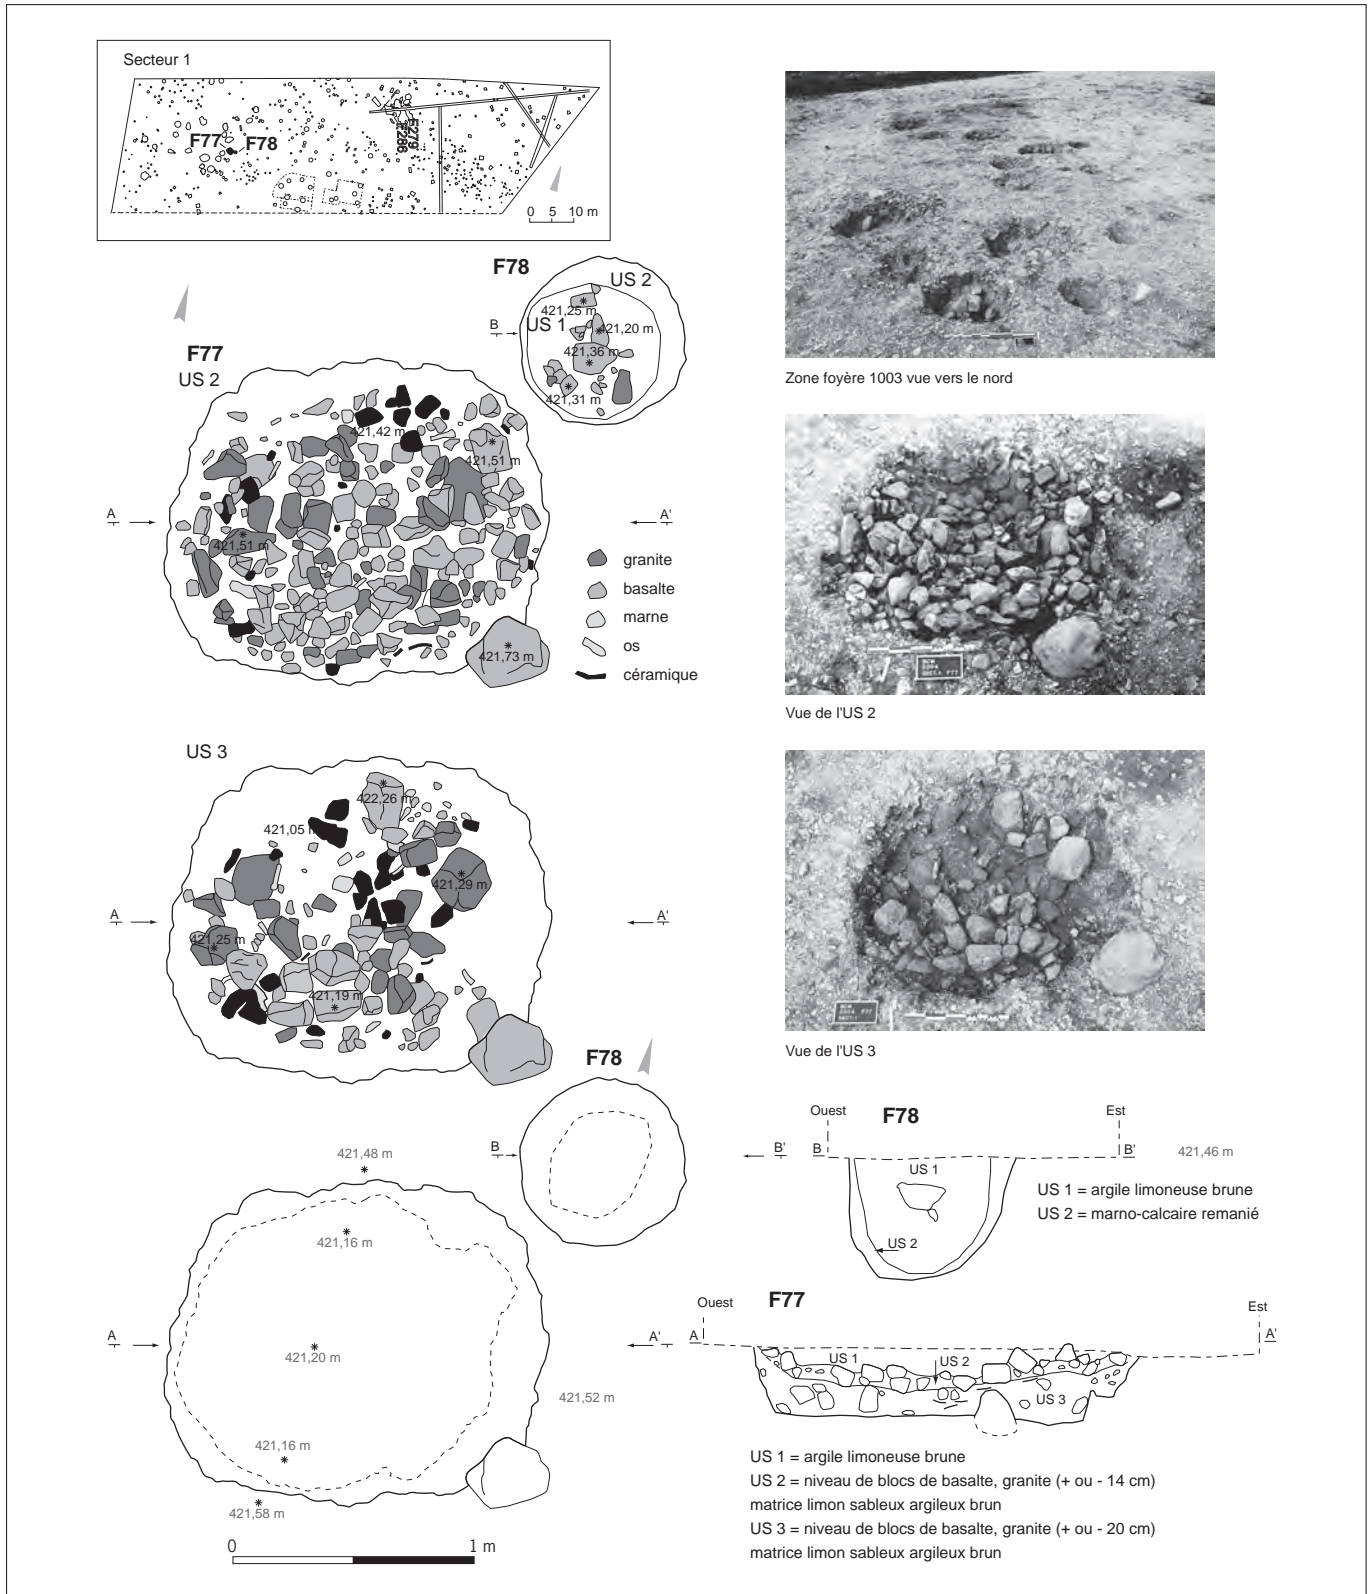 Secteur 1
F77
F78
F279
F286
0 5 10 m
F78
US 2
421,25 m
US 1
421,20 m
B
421,36 m
421,31 m
F77
US 2
421,42 m
421,51 m
A
A'
421,51 m
421,73 m
granite
basalte
marne
os
céramique
Zone foyère 1003 vue vers le nord
Vue de l'US 2
US 3
422,26 m
421,05 m
421,29 m
A
A'
421,25 m
421,19 m
Vue de l'US 3
F78
B
B'
421,48 m
421,16 m
A
A'
421,20 m
421,52 m
421,16 m
421,58 m
0
1 m
Ouest
F78
Est
B
B'
421,46 m
US 1
US 2
US 1 = argile limoneuse brune
US 2 = marno-calcaire remanié
Ouest
F77
Est
A
A'
US 1
US 2
US 3
US 1 = argile limoneuse brune
US 2 = niveau de blocs de basalte, granite (+ ou - 14 cm)
matrice limon sableux argileux brun
US 3 = niveau de blocs de basalte, granite (+ ou - 20 cm)
matrice limon sableux argileux brun